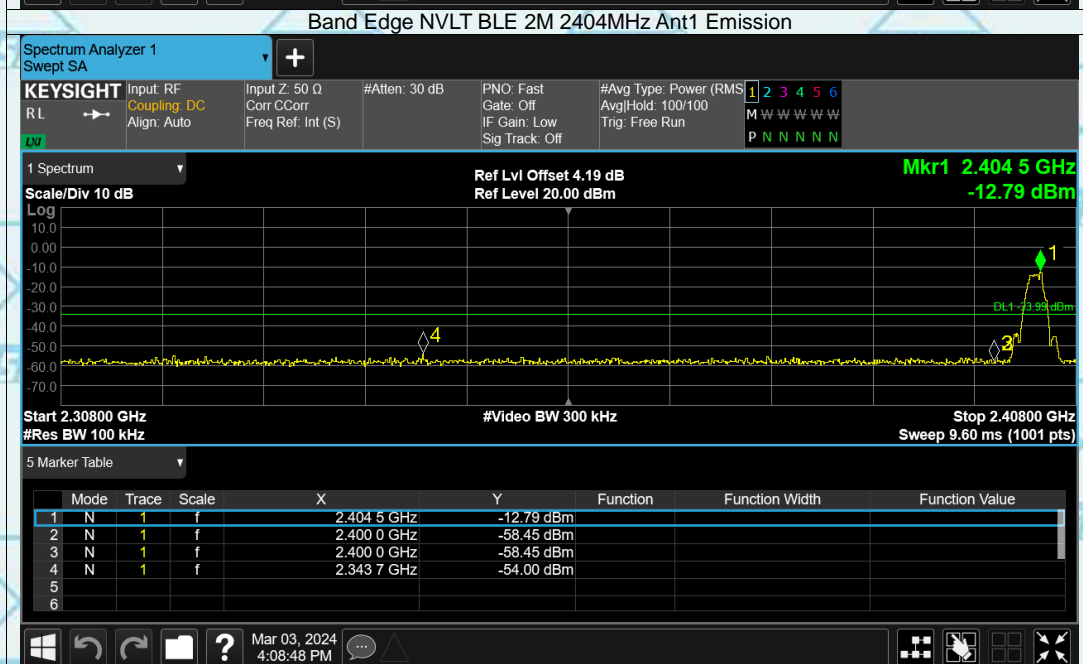 Band Edge NVLT BLE 2M 2404MHz Ant1 Emission
Spectrum Analyzer 1
Swept SA
+
KEYSIGHT Input: RF Input Z: 50 Ω #Atten: 30 dB PNO: Fast #Avg Type: Power (RMS 1 2 3 4 5 6
R L Coupling: DC Corr CCorr Gate: Off Avg|Hold: 100/100 M W W W W W
Align: Auto Freq Ref: Int (S) IF Gain: Low Trig: Free Run
LXI Sig Track: Off P N N N N N
1 Spectrum Ref Lvl Offset 4.19 dB Mkr1 2.404 5 GHz
Scale/Div 10 dB Ref Level 20.00 dBm -12.79 dBm
Log
10.0
0.00
1
-10.0
-20.0
-30.0 DL1 -33.99 dBm
-40.0
4
-50.0
-60.0
-70.0
Start 2.30800 GHz #Video BW 300 kHz Stop 2.40800 GHz
#Res BW 100 kHz Sweep 9.60 ms (1001 pts)
5 Marker Table
Mode Trace Scale X Y Function Function Width Function Value
1 N 1 f 2.404 5 GHz -12.79 dBm
2 N 1 f 2.400 0 GHz -58.45 dBm
3 N 1 f 2.400 0 GHz -58.45 dBm
4 N 1 f 2.343 7 GHz -54.00 dBm
5
6
? Mar 03, 2024
4:08:48 PM